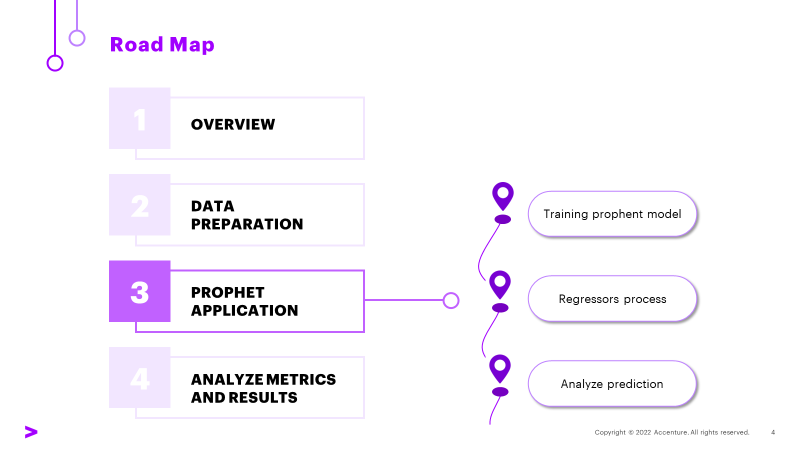 Road Map
1
OVERVIEW
2
DATA
PREPARATION
3
PROPHET
APPLICATION
4
ANALYZE METRICS
AND RESULTS
Training prophent model
Regressors process
Analyze prediction
>
Copyright © 2022 Accenture. All rights reserved.
4